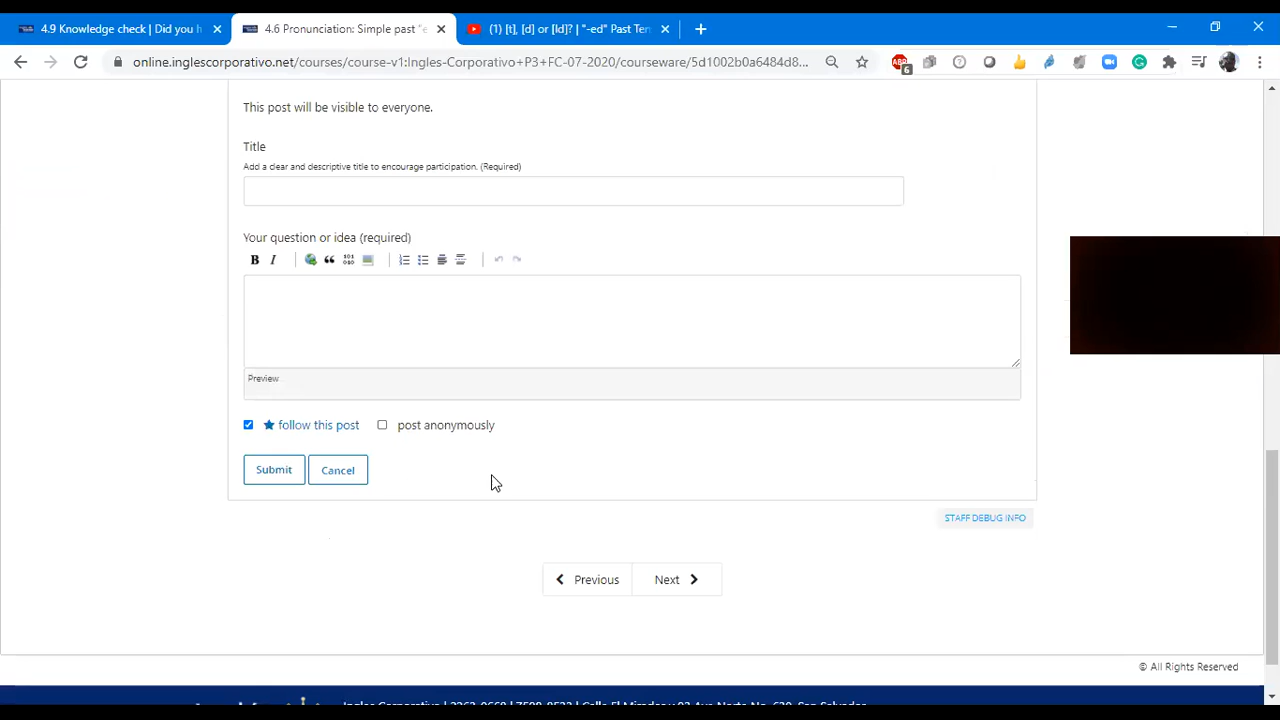 4.9 Knowledge check | Did you h
4.6 Pronunciation: Simple past "e
(1) [t], [d] or [Id]? | "-ed" Past Ten
online.inglescorporativo.net/courses/course-v1:Ingles-Corporativo+P3+FC-07-2020/courseware/5d1002b0a6484d8...
ABP
6
This post will be visible to everyone.
Title
Add a clear and descriptive title to encourage participation. (Required)
Your question or idea (required)
B I
Preview
follow this post
post anonymously
Submit
Cancel
STAFF DEBUG INFO
Previous
Next
© All Rights Reserved